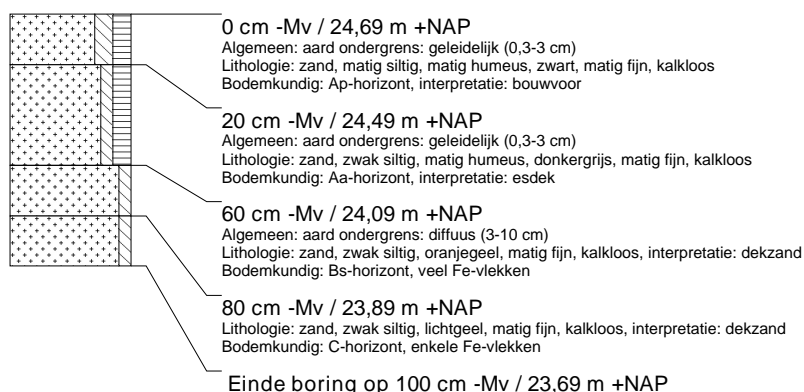 0 cm -Mv / 24,69 m +NAP
Algemeen: aard ondergrens: geleidelijk (0,3-3 cm)
Lithologie: zand, matig siltig, matig humeus, zwart, matig fijn, kalkloos
Bodemkundig: Ap-horizont, interpretatie: bouwvoor
20 cm -Mv / 24,49 m +NAP
Algemeen: aard ondergrens: geleidelijk (0,3-3 cm)
Lithologie: zand, zwak siltig, matig humeus, donkergrijs, matig fijn, kalkloos
Bodemkundig: Aa-horizont, interpretatie: esdek
60 cm -Mv / 24,09 m +NAP
Algemeen: aard ondergrens: diffuus (3-10 cm)
Lithologie: zand, zwak siltig, oranjegeel, matig fijn, kalkloos, interpretatie: dekzand
Bodemkundig: Bs-horizont, veel Fe-vlekken
80 cm -Mv / 23,89 m +NAP
Lithologie: zand, zwak siltig, lichtgeel, matig fijn, kalkloos, interpretatie: dekzand
Bodemkundig: C-horizont, enkele Fe-vlekken
Einde boring op 100 cm -Mv / 23,69 m +NAP